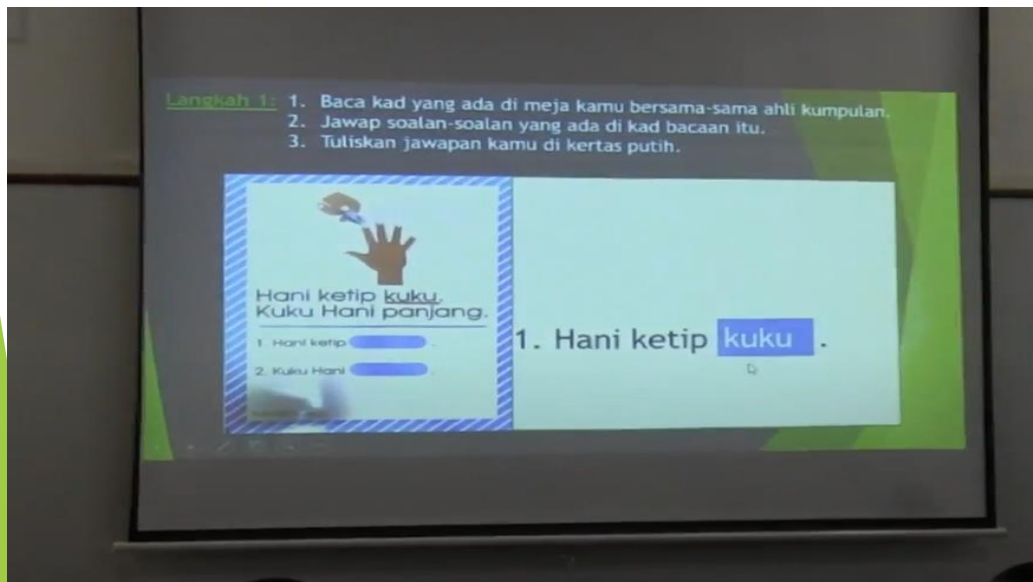 Langkah 1: 1. Baca kad yang ada di meja kamu bersama-sama ahli kumpulan.
2. Jawap soalan-soalan yang ada di kad bacaan itu.
3. Tuliskan jawapan kamu di kertas putih.
Hani ketip kuku.
Kuku Hani panjang.
1. Hani ketip .
2. Kuku Hani .
1. Hani ketip kuku .